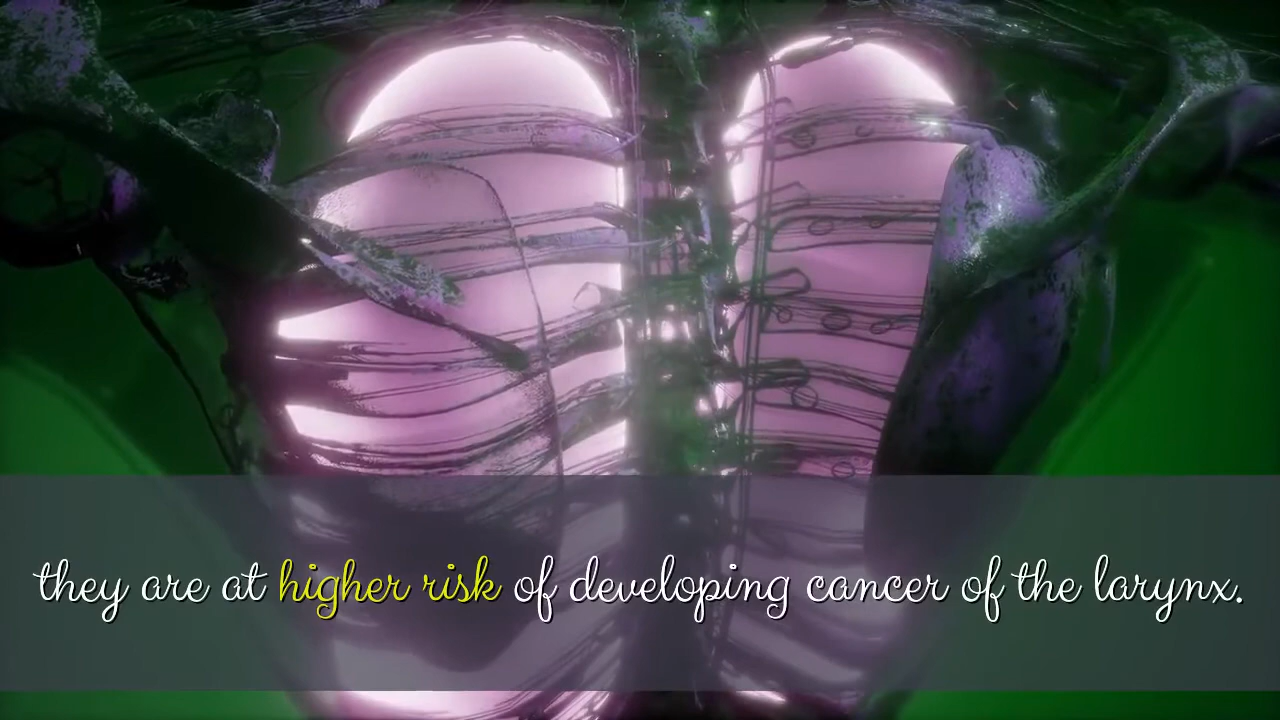 they are at higher risk of developing cancer of the larynx.